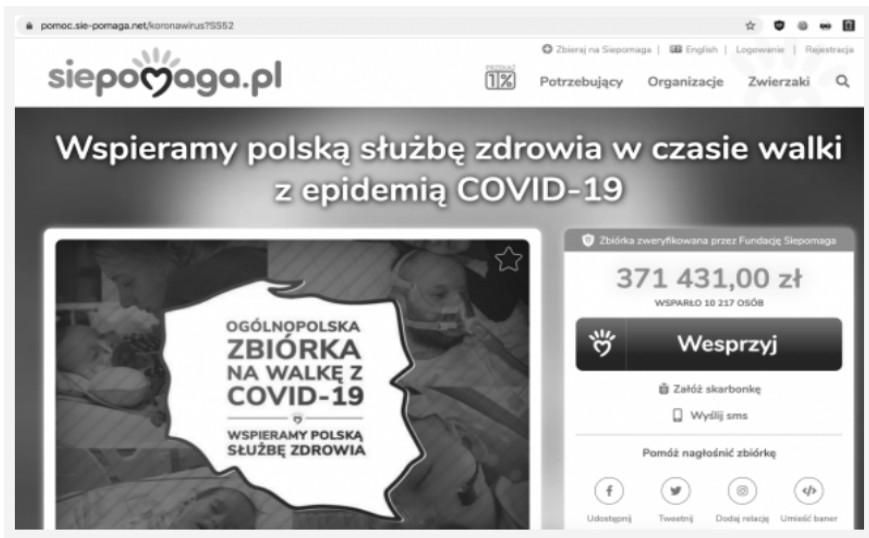 pomoc.sie-pomaga.net/koronawirus?SS52
Zbieraj na Siepomaga | English | Logowanie | Rejestracja
siepomaga.pl
PRZEKAŻ
1%
Potrzebujący Organizacje Zwierzaki
Wspieramy polską służbę zdrowia w czasie walki
z epidemią COVID-19
Zbiórka zweryfikowana przez Fundację Siepomaga
371 431,00 zł
WSPARŁO 10 217 OSÓB
Wesprzyj
Załóż skarbonkę
Wyślij sms
Pomóż nagłośnić zbiórkę
Udostępnij Tweetnij Dodaj relację Umieść baner
OGÓLNOPOLSKA
ZBIÓRKA
NA WALKĘ Z
COVID-19
WSPIERAMY POLSKĄ
SŁUŻBĘ ZDROWIA